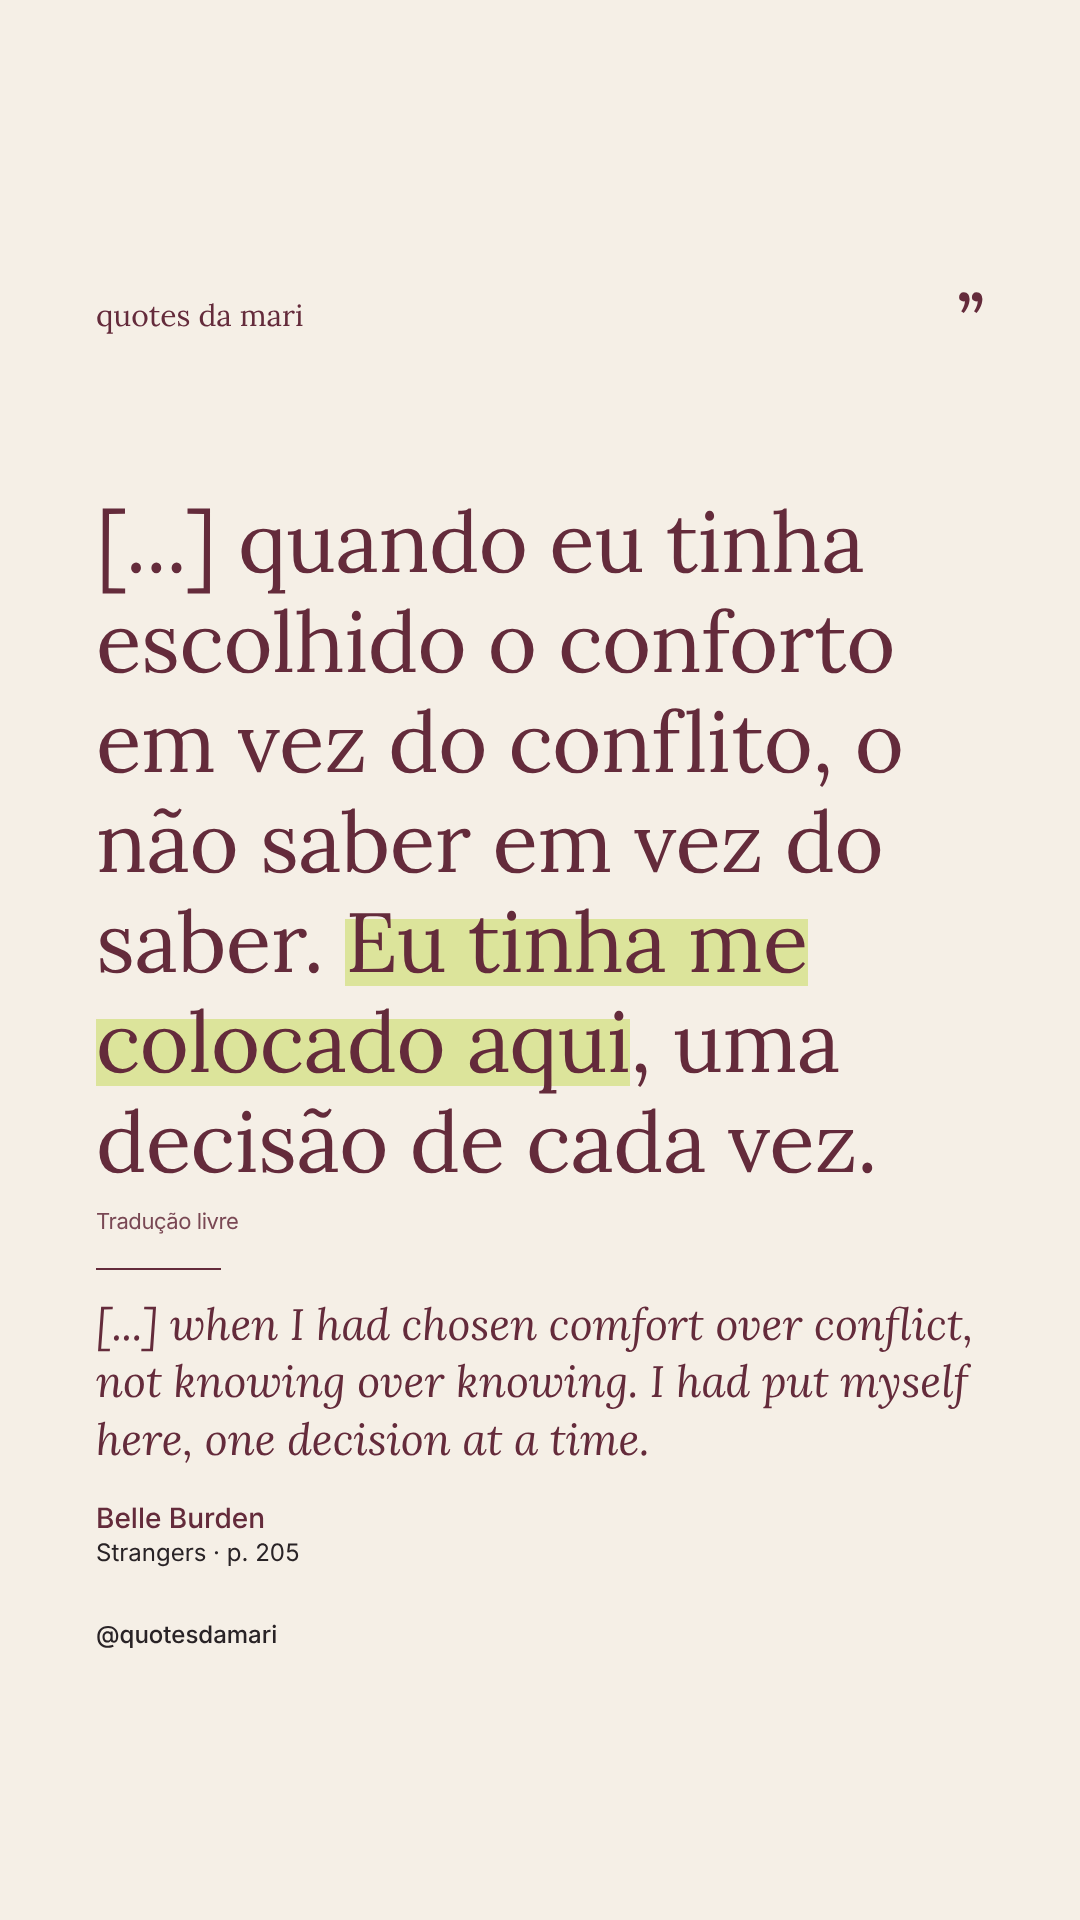 quotes da mari
”
[...] quando eu tinha
escolhido o conforto
em vez do conflito, o
não saber em vez do
saber. Eu tinha me
colocado aqui, uma
decisão de cada vez.
Tradução livre
[...] when I had chosen comfort over conflict,
not knowing over knowing. I had put myself
here, one decision at a time.
Belle Burden
Strangers · p. 205
@quotesdamari